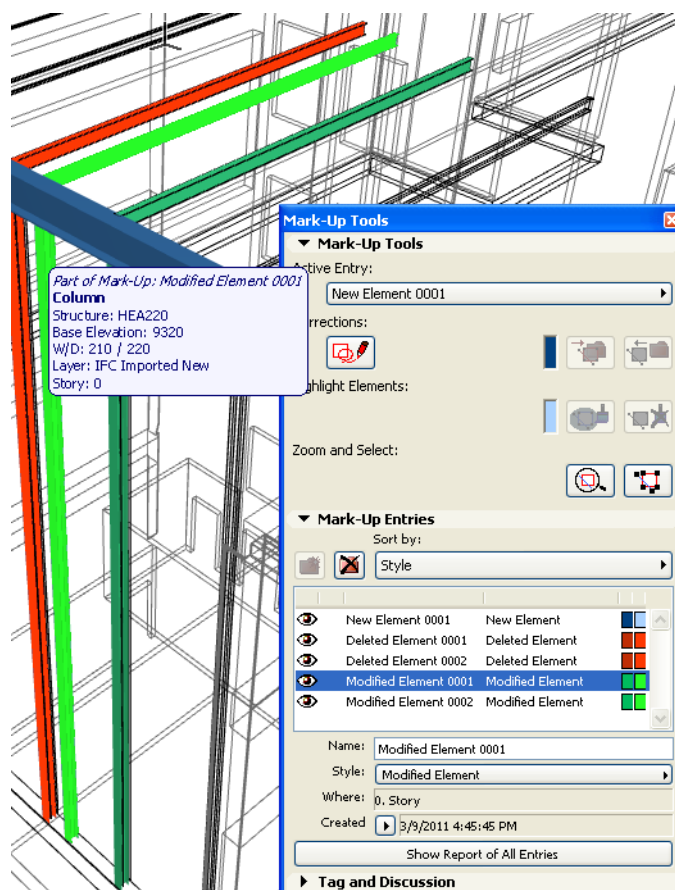 Mark-Up Tools
Mark-Up Tools
Active Entry:
New Element 0001
Part of Mark-Up: Modified Element 0001
Column
Structure: HEA220
Base Elevation: 9320
W/D: 210 / 220
Layer: IFC Imported New
Story: 0
rrections:
ghlight Elements:
Zoom and Select:
Mark-Up Entries
Sort by:
Style
New Element 0001 New Element
Deleted Element 0001 Deleted Element
Deleted Element 0002 Deleted Element
Modified Element 0001 Modified Element
Modified Element 0002 Modified Element
Name: Modified Element 0001
Style: Modified Element
Where: 0. Story
Created 3/9/2011 4:45:45 PM
Show Report of All Entries
Tag and Discussion